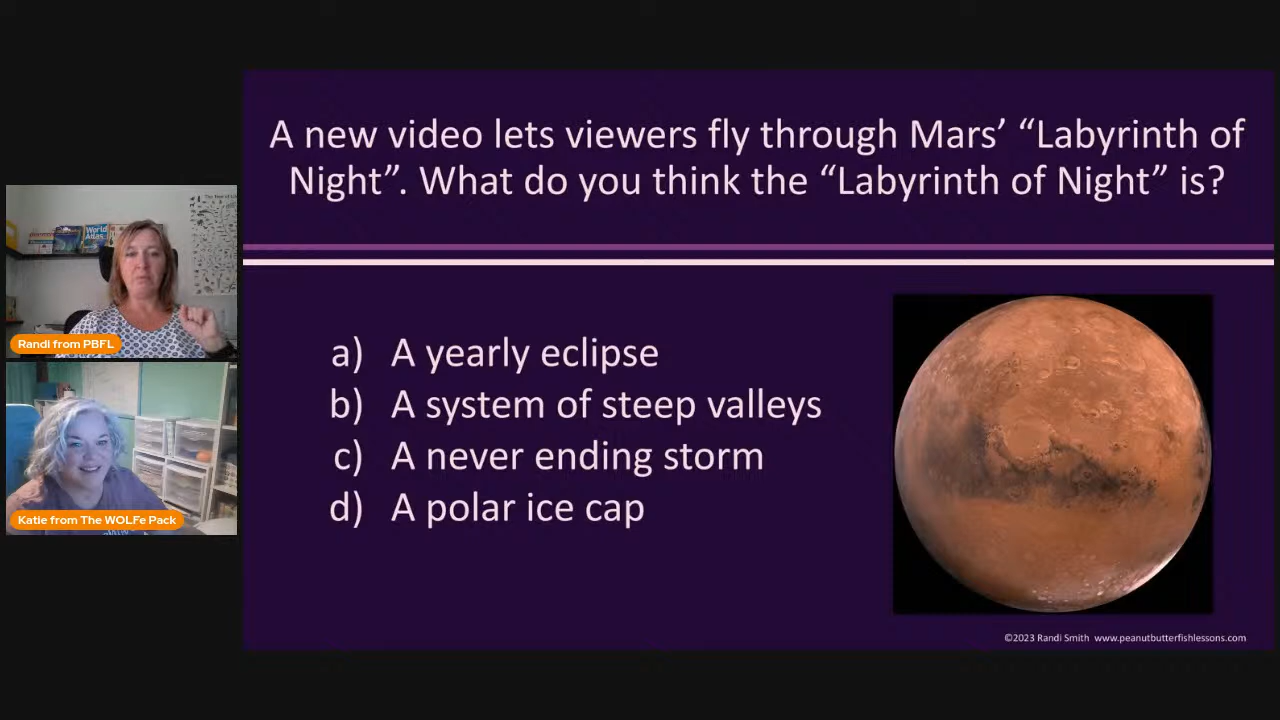 A new video lets viewers fly through Mars’ “Labyrinth of
Night”. What do you think the “Labyrinth of Night” is?
World
Atlas
Randi from PBFL
Katie from The WOLFe Pack
a) A yearly eclipse
b) A system of steep valleys
c) A never ending storm
d) A polar ice cap
©2023 Randi Smith www.peanutbutterfishlessons.com